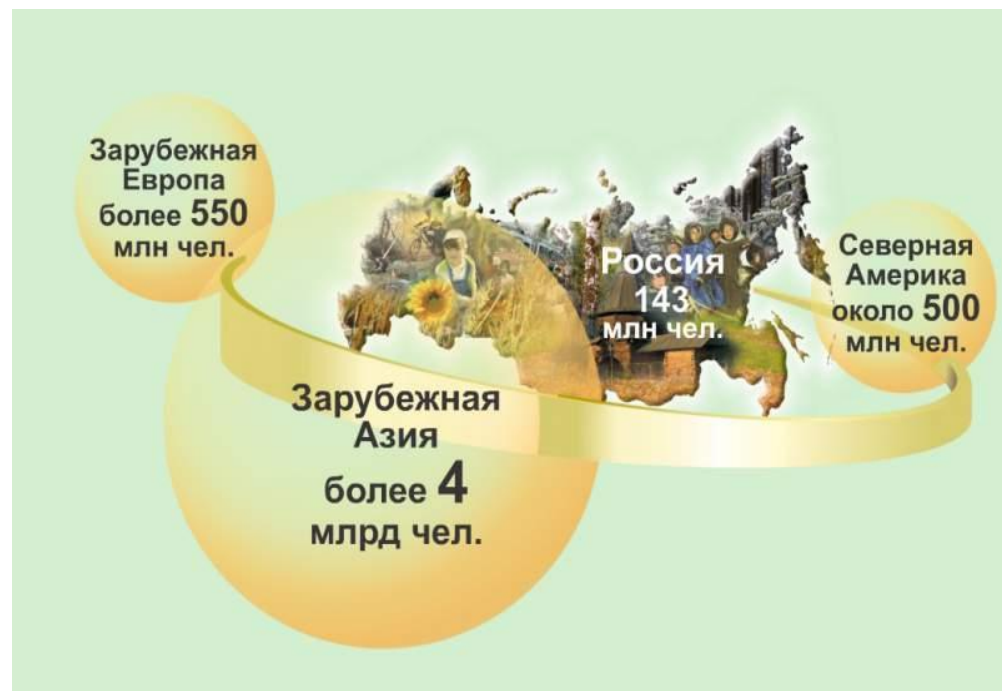 Зарубежная
Европа
более 550
млн чел.
Россия
143
млн чел.
Северная
Америка
около 500
млн чел.
Зарубежная
Азия
более 4
млрд чел.